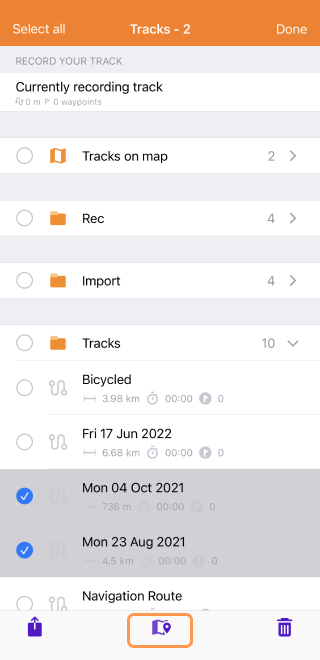 Select all Tracks - 2 Done
RECORD YOUR TRACK
Currently recording track
0 m 0 waypoints
Tracks on map 2
Rec 4
Import 4
Tracks 10
Bicycled
3.98 km 00:00 0
Fri 17 Jun 2022
6.68 km 00:00 0
Mon 04 Oct 2021
736 m 00:00 0
Mon 23 Aug 2021
4.5 km 00:00 0
Navigation Route